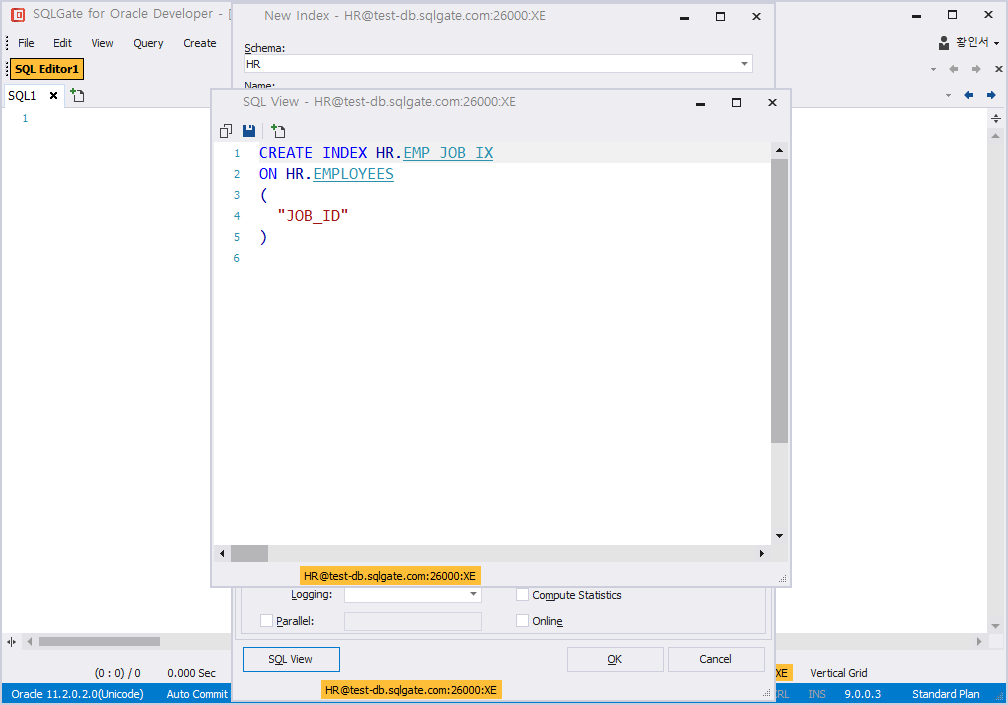 SQLGate for Oracle Developer - [
New Index - HR@test-db.sqlgate.com:26000:XE
File Edit View Query Create
황인서
SQL Editor1
Schema:
HR
Name:
SQL1
SQL View - HR@test-db.sqlgate.com:26000:XE
1
1 CREATE INDEX HR.EMP_JOB_IX
2 ON HR.EMPLOYEES
3 (
4 "JOB_ID"
5 )
6
HR@test-db.sqlgate.com:26000:XE
Logging:
Compute Statistics
Parallel:
Online
SQL View
OK
Cancel
(0 : 0) / 0 0.000 Sec
XE Vertical Grid
HR@test-db.sqlgate.com:26000:XE
Oracle 11.2.0.2.0(Unicode) Auto Commit
RL INS 9.0.0.3 Standard Plan